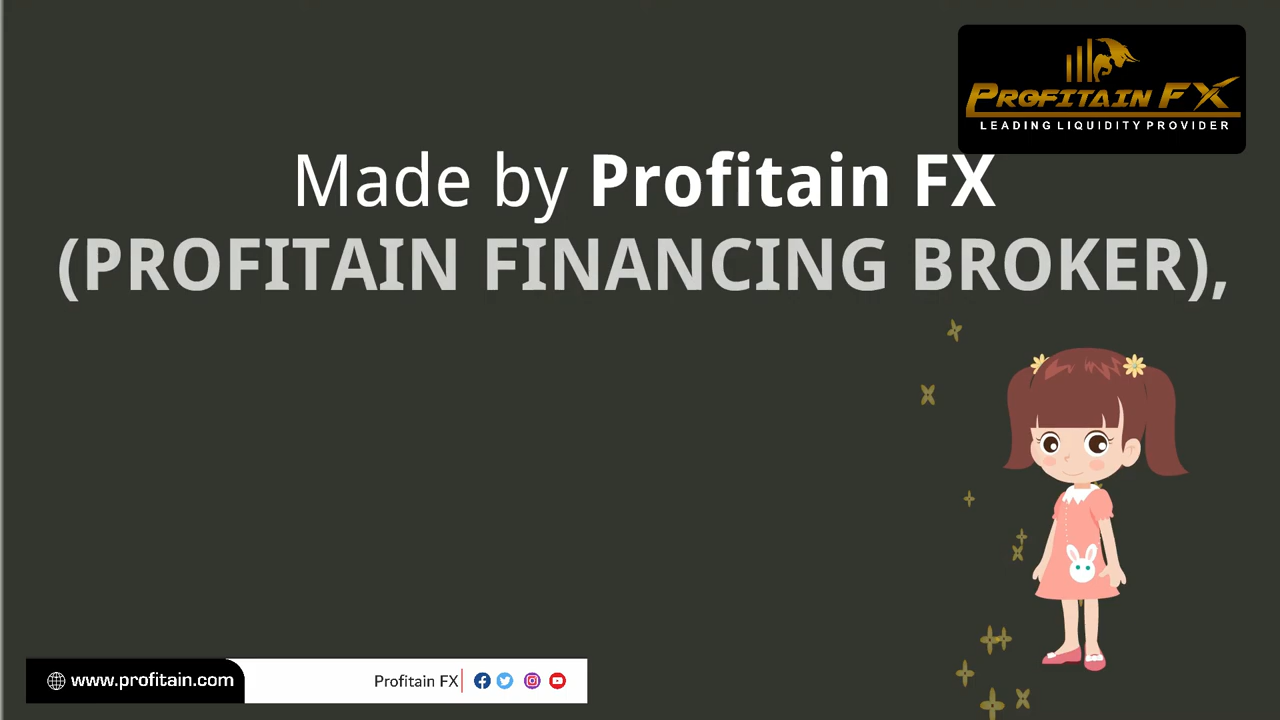 PROFITAIN FX
LEADING LIQUIDITY PROVIDER
Made by Profitain FX
(PROFITAIN FINANCING BROKER),
www.profitain.com
Profitain FX